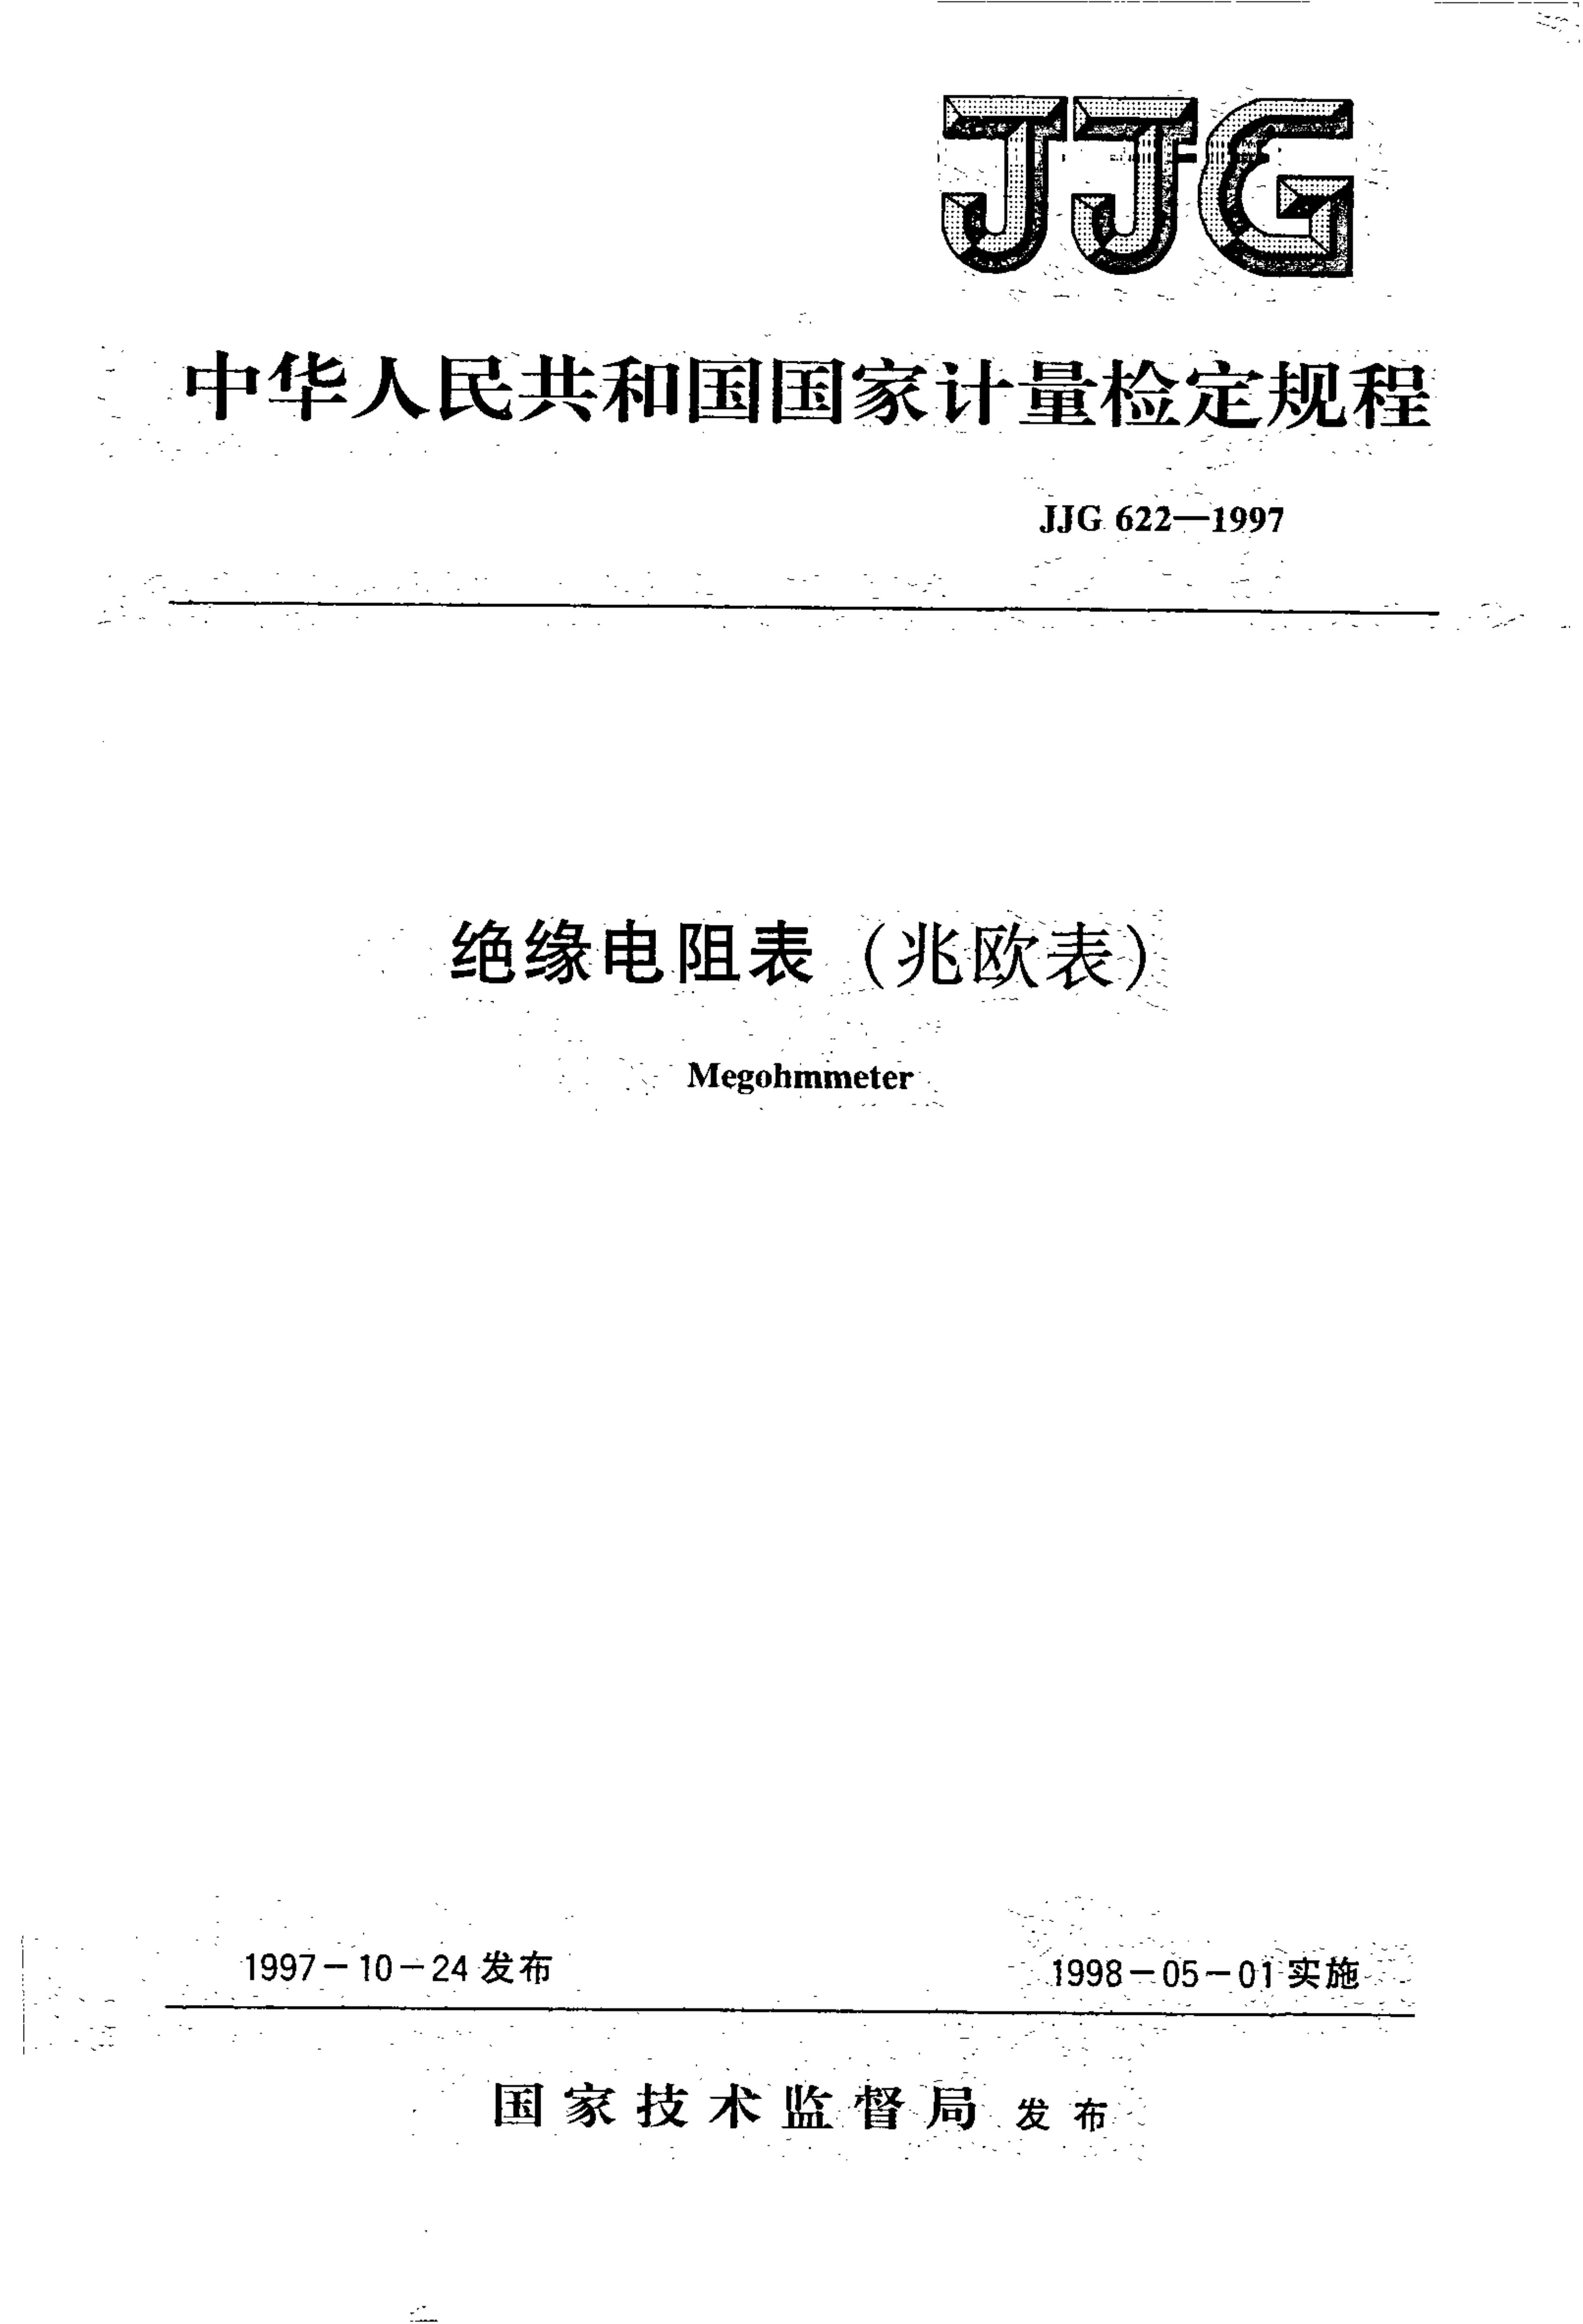 JJG
中华人民共和国国家计量检定规程
JJG 622—1997
绝缘电阻表（兆欧表）
Megohmmeter
1997－10－24 发布
1998－05－01 实施
国家技术监督局 发布